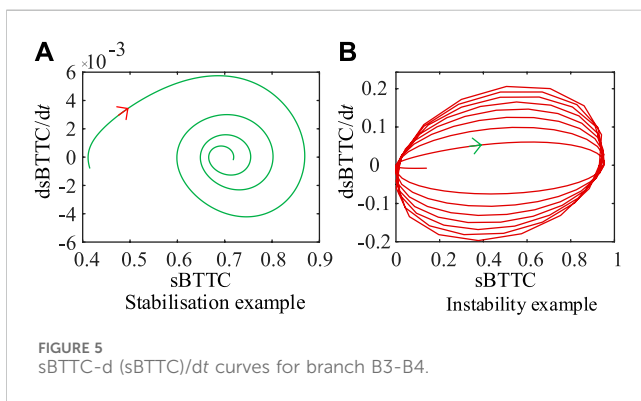 A
B
×10⁻³
6
4
2
0
-2
-4
-6
dsBTTC/dt
0.4 0.5 0.6 0.7 0.8 0.9
sBTTC
Stabilisation example
0.2
0.1
0
-0.1
-0.2
dsBTTC/dt
0 0.2 0.4 0.6 0.8 1
sBTTC
Instability example
FIGURE 5
sBTTC-d (sBTTC)/dt curves for branch B3-B4.